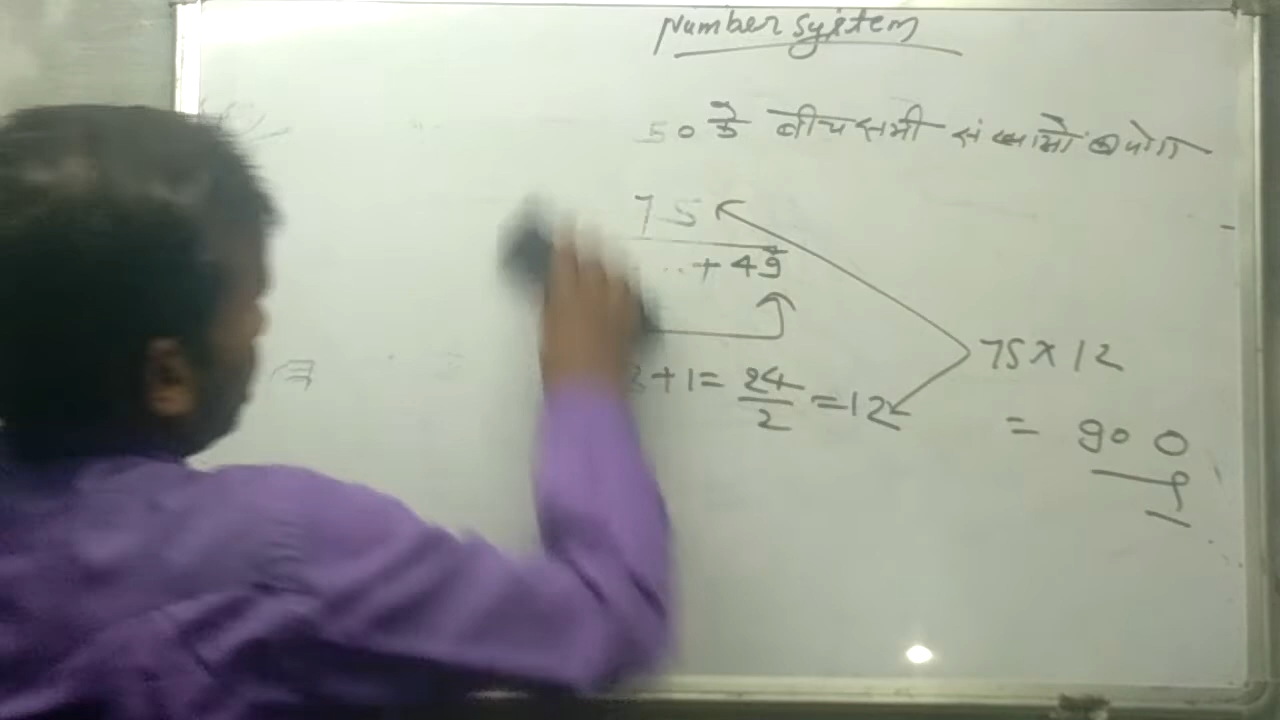 Number system
50 के बीच सभी संख्याओं का योग
75
.. + 49
+ 1 = 24/2 = 12
75 x 12
= 900